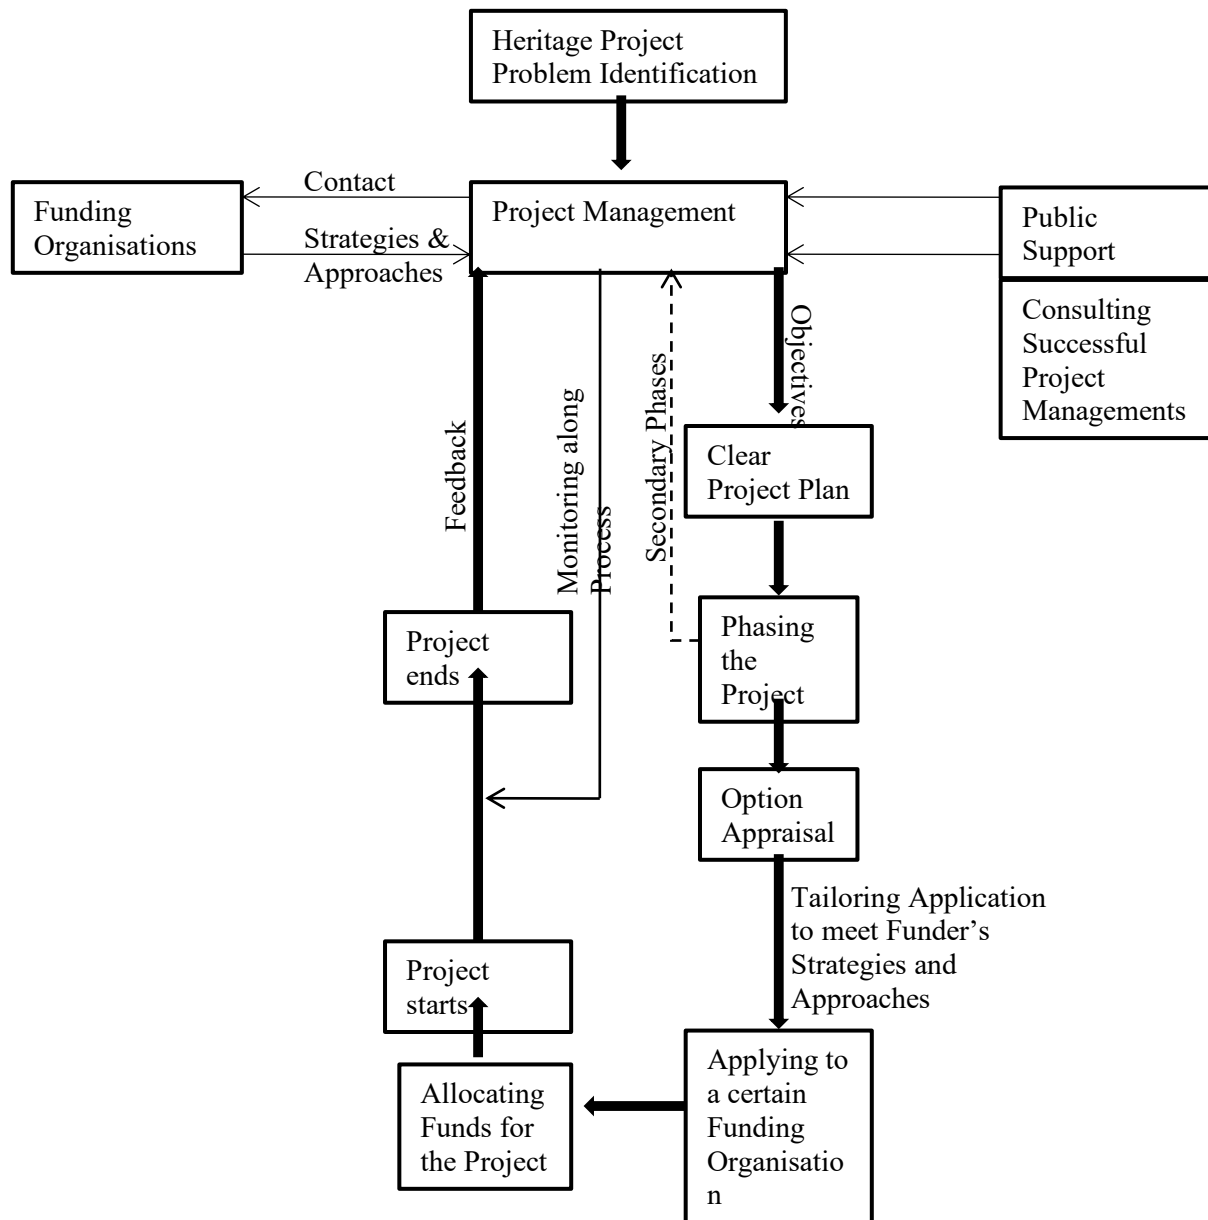 Heritage Project
Problem Identification
Contact
Funding
Organisations
Strategies &
Approaches
Project Management
Public
Support
Consulting
Successful
Project
Managements
Objectives
Secondary Phases
Monitoring along
Process
Feedback
Clear
Project Plan
Phasing
the
Project
Project
ends
Option
Appraisal
Tailoring Application
to meet Funder’s
Strategies and
Approaches
Project
starts
Applying to
a certain
Funding
Organisatio
n
Allocating
Funds for
the Project